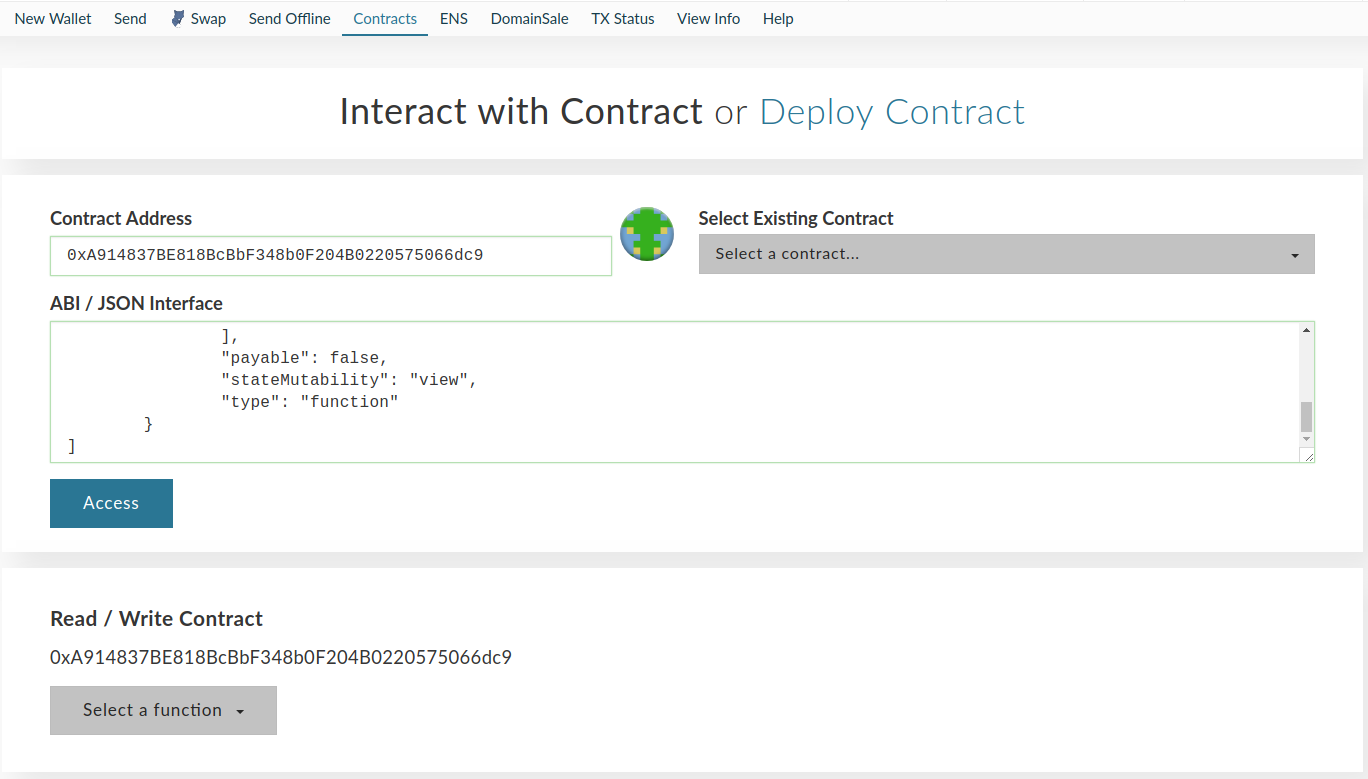 New Wallet Send Swap Send Offline Contracts ENS DomainSale TX Status View Info Help
Interact with Contract or Deploy Contract
Contract Address
0xA914837BE818BcBbF348b0F204B0220575066dc9
Select Existing Contract
Select a contract...
ABI / JSON Interface
],
"payable": false,
"stateMutability": "view",
"type": "function"
}
]
Access
Read / Write Contract
0xA914837BE818BcBbF348b0F204B0220575066dc9
Select a function